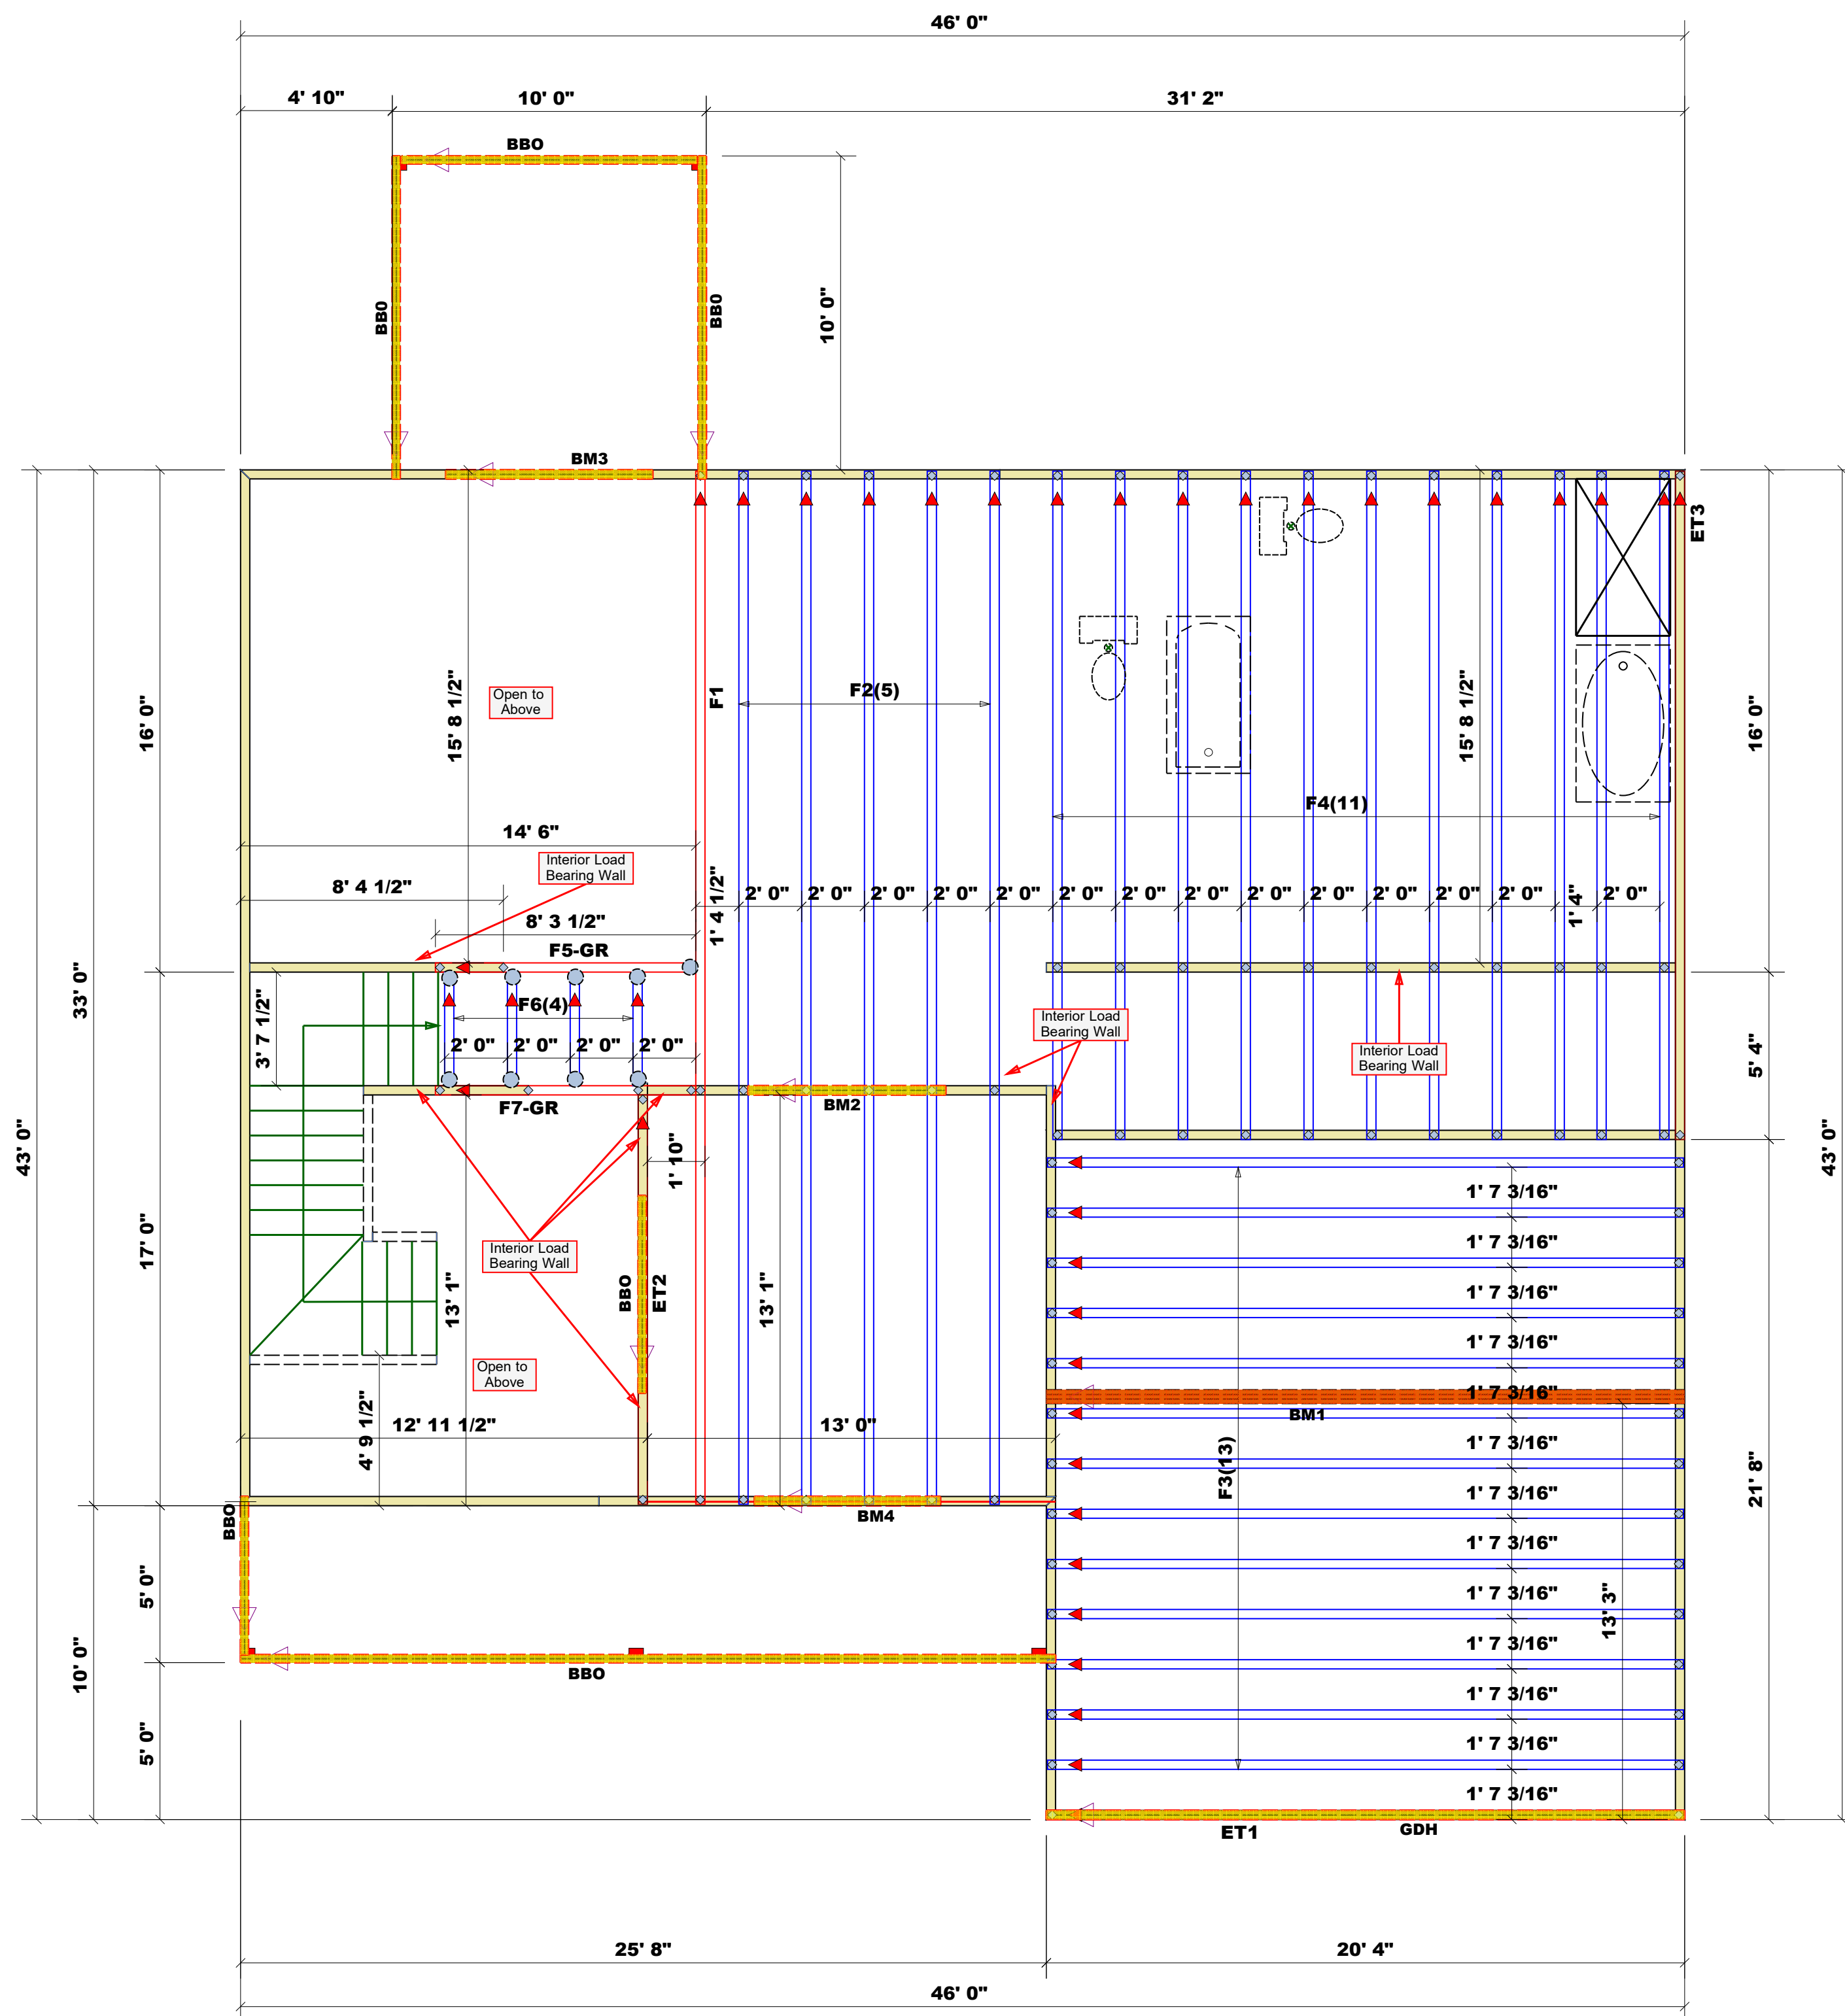 46' 0"
4' 10"
10' 0"
31' 2"
BBO
BB0
BB0
10' 0"
BM3
ET3
Open to
Above
15' 8 1/2"
F1
F2(5)
15' 8 1/2"
16' 0"
16' 0"
F4(11)
14' 6"
Interior Load
Bearing Wall
8' 4 1/2"
1' 4 1/2"
2' 0"
2' 0"
2' 0"
2' 0"
2' 0"
2' 0"
2' 0"
2' 0"
2' 0"
2' 0"
2' 0"
2' 0"
2' 0"
1' 4"
2' 0"
8' 3 1/2"
F5-GR
33' 0"
F6(4)
3' 7 1/2"
2' 0"
2' 0"
2' 0"
2' 0"
Interior Load
Bearing Wall
Interior Load
Bearing Wall
5' 4"
F7-GR
BM2
43' 0"
43' 0"
1' 10"
17' 0"
Interior Load
Bearing Wall
13' 1"
BBO
ET2
13' 1"
1' 7 3/16"
1' 7 3/16"
1' 7 3/16"
1' 7 3/16"
1' 7 3/16"
BM1
Open to
Above
12' 11 1/2"
13' 0"
4' 9 1/2"
F3(13)
1' 7 3/16"
1' 7 3/16"
21' 8"
BBO
BM4
1' 7 3/16"
5' 0"
1' 7 3/16"
13' 3"
1' 7 3/16"
10' 0"
BBO
1' 7 3/16"
5' 0"
1' 7 3/16"
1' 7 3/16"
ET1
GDH
25' 8"
20' 4"
46' 0"